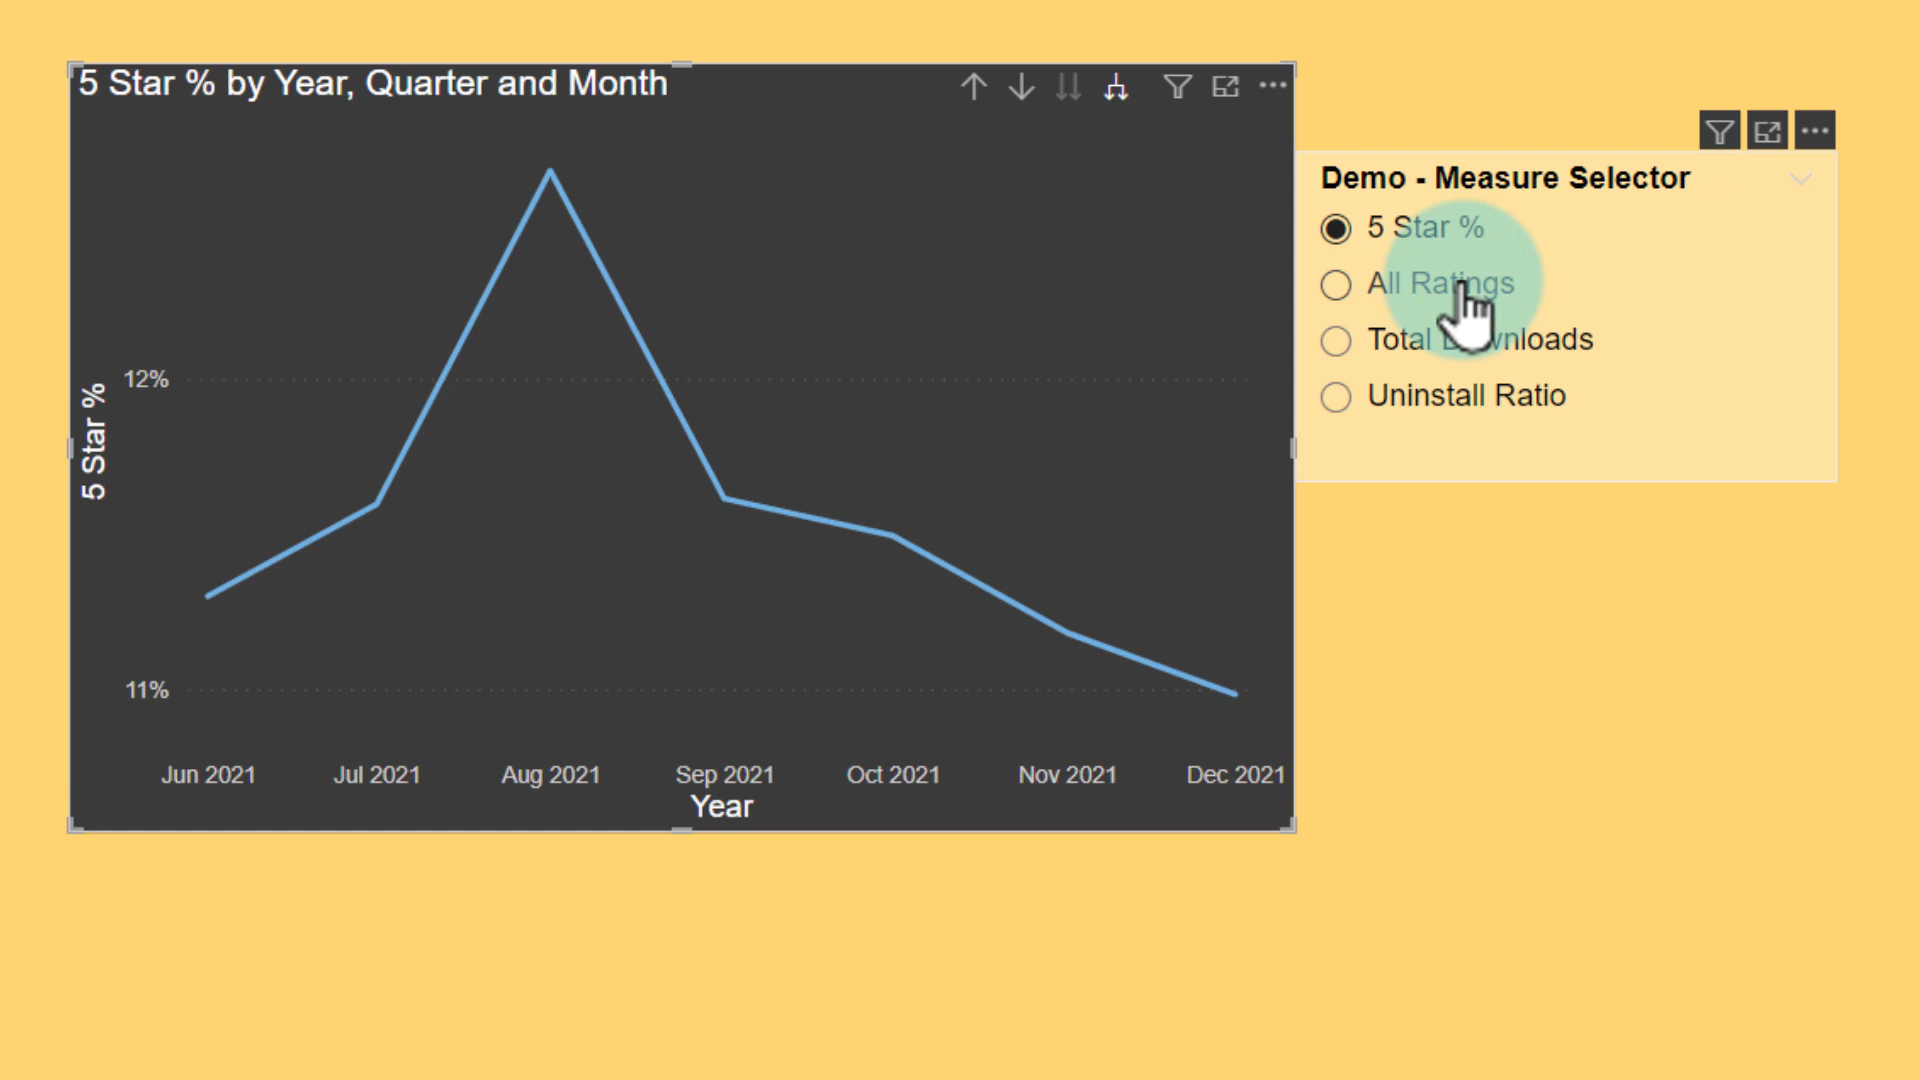 5 Star % by Year, Quarter and Month
5 Star %
12%
11%
Jun 2021
Jul 2021
Aug 2021
Sep 2021
Oct 2021
Nov 2021
Dec 2021
Year
Demo - Measure Selector
5 Star %
All Ratings
Total Downloads
Uninstall Ratio